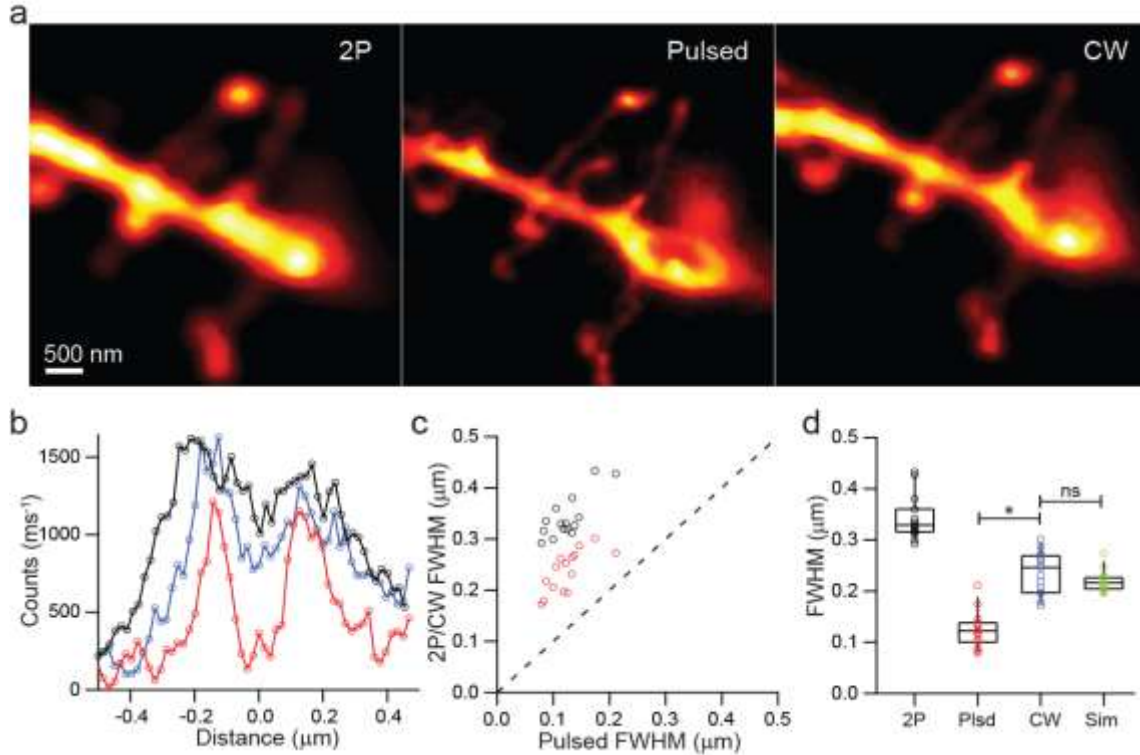 a
2P
Pulsed
CW
500 nm
b
c
d
1500
1000
500
0
Counts (ms⁻¹)
-0.4
-0.2
0.0
0.2
0.4
Distance (μm)
0.5
0.4
0.3
0.2
0.1
0.0
2P/CW FWHM (μm)
0.0
0.1
0.2
0.3
0.4
0.5
Pulsed FWHM (μm)
0.5
0.4
0.3
0.2
0.1
0.0
FWHM (μm)
*
ns
2P
Plsd
CW
Sim